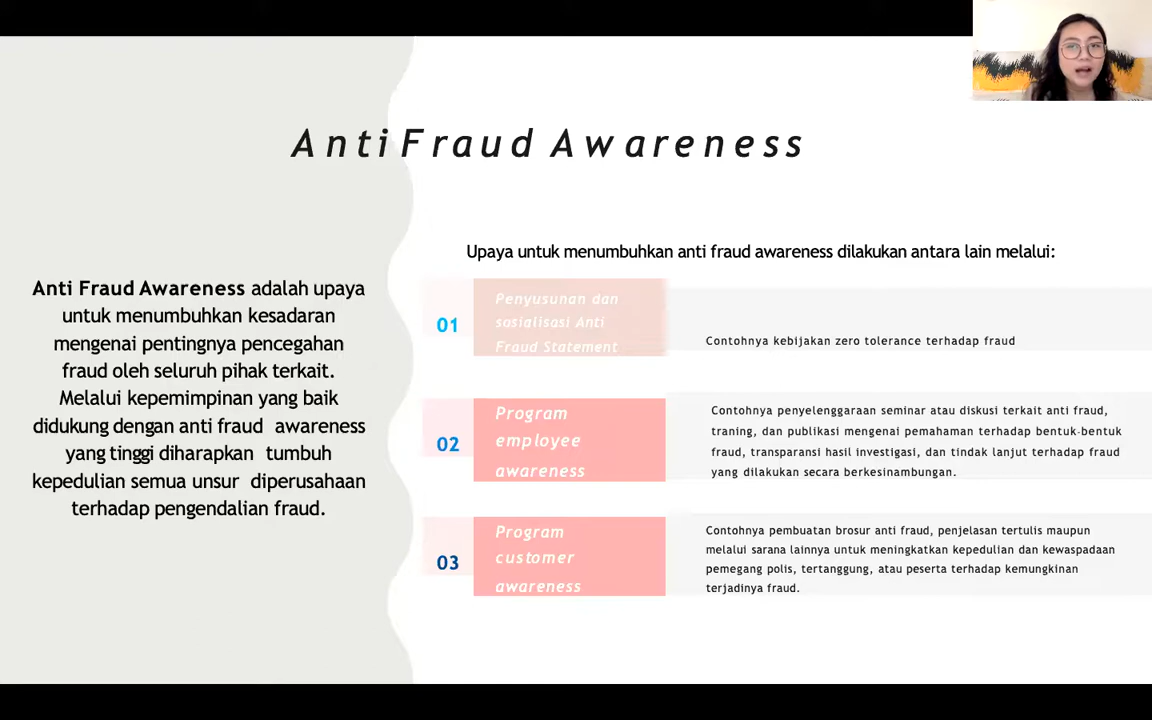 Anti Fraud Awareness
Anti Fraud Awareness adalah upaya
untuk menumbuhkan kesadaran
mengenai pentingnya pencegahan
fraud oleh seluruh pihak terkait.
Melalui kepemimpinan yang baik
didukung dengan anti fraud awareness
yang tinggi diharapkan tumbuh
kepedulian semua unsur diperusahaan
terhadap pengendalian fraud.
Upaya untuk menumbuhkan anti fraud awareness dilakukan antara lain melalui:
01
Penyusunan dan
sosialisasi Anti
Fraud Statement
Contohnya kebijakan zero tolerance terhadap fraud
02
Program
employee
awareness
Contohnya penyelenggaraan seminar atau diskusi terkait anti fraud,
traning, dan publikasi mengenai pemahaman terhadap bentuk-bentuk
fraud, transparansi hasil investigasi, dan tindak lanjut terhadap fraud
yang dilakukan secara berkesinambungan.
03
Program
customer
awareness
Contohnya pembuatan brosur anti fraud, penjelasan tertulis maupun
melalui sarana lainnya untuk meningkatkan kepedulian dan kewaspadaan
pemegang polis, tertanggung, atau peserta terhadap kemungkinan
terjadinya fraud.